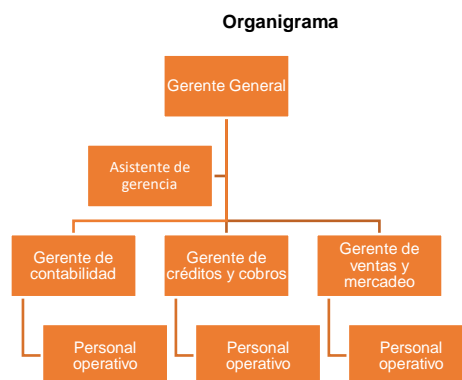 Organigrama
Gerente General
Asistente de
gerencia
Gerente de
contabilidad
Gerente de
créditos y cobros
Gerente de
ventas y
mercadeo
Personal
operativo
Personal
operativo
Personal
operativo